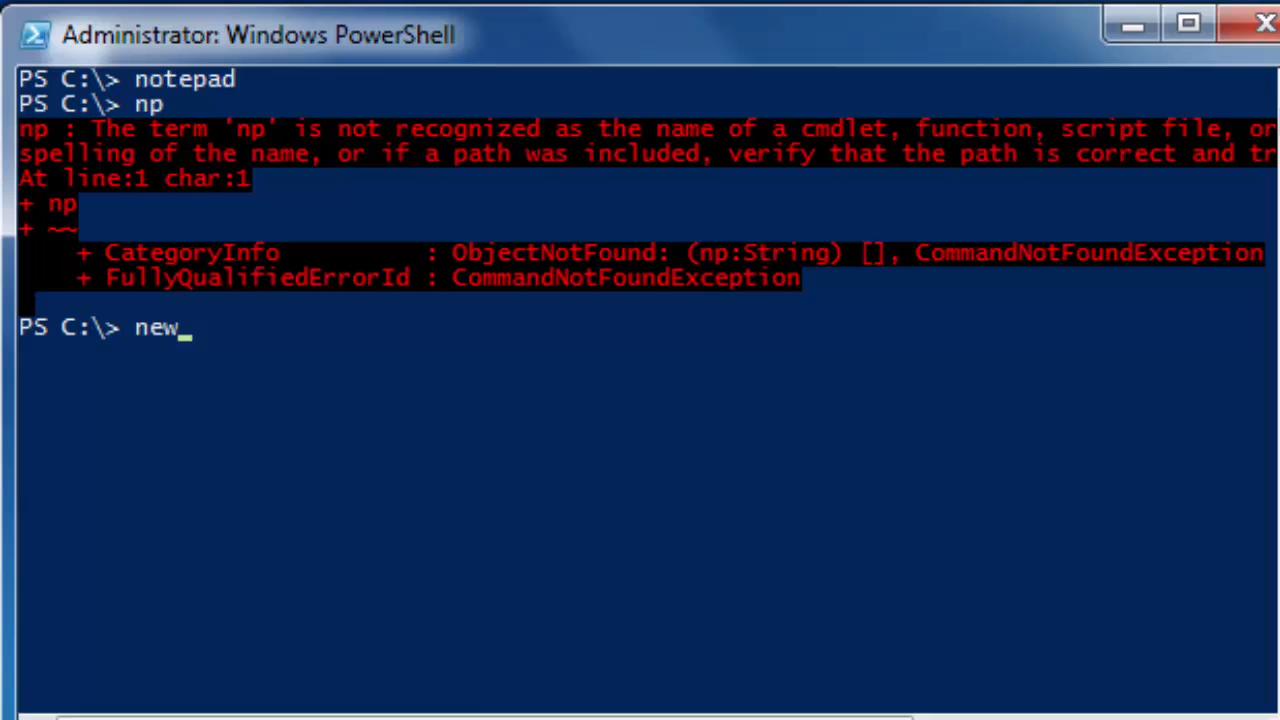 Administrator: Windows PowerShell
PS C:\> notepad
PS C:\> np
np : The term 'np' is not recognized as the name of a cmdlet, function, script file, or
spelling of the name, or if a path was included, verify that the path is correct and tr
At line:1 char:1
+ np
+ ~~
    + CategoryInfo          : ObjectNotFound: (np:String) [], CommandNotFoundException
    + FullyQualifiedErrorId : CommandNotFoundException
PS C:\> new_